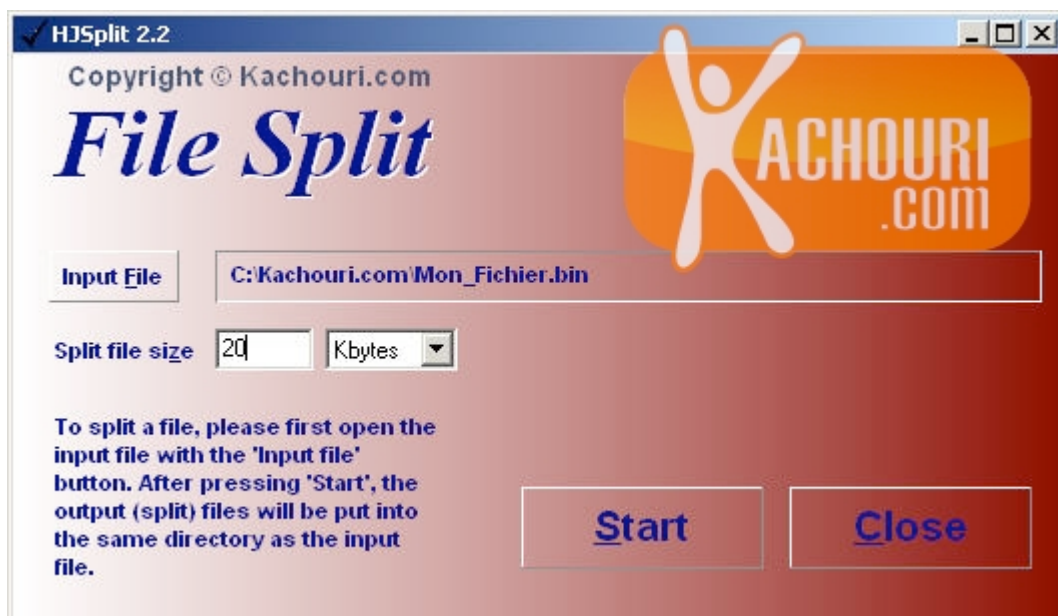 HJSplit 2.2
Copyright © Kachouri.com
File Split
KACHOURI
.com
Input File
C:\Kachouri.com\Mon_Fichier.bin
Split file size
20
Kbytes
To split a file, please first open the
input file with the 'Input file'
button. After pressing 'Start', the
output (split) files will be put into
the same directory as the input
file.
Start
Close